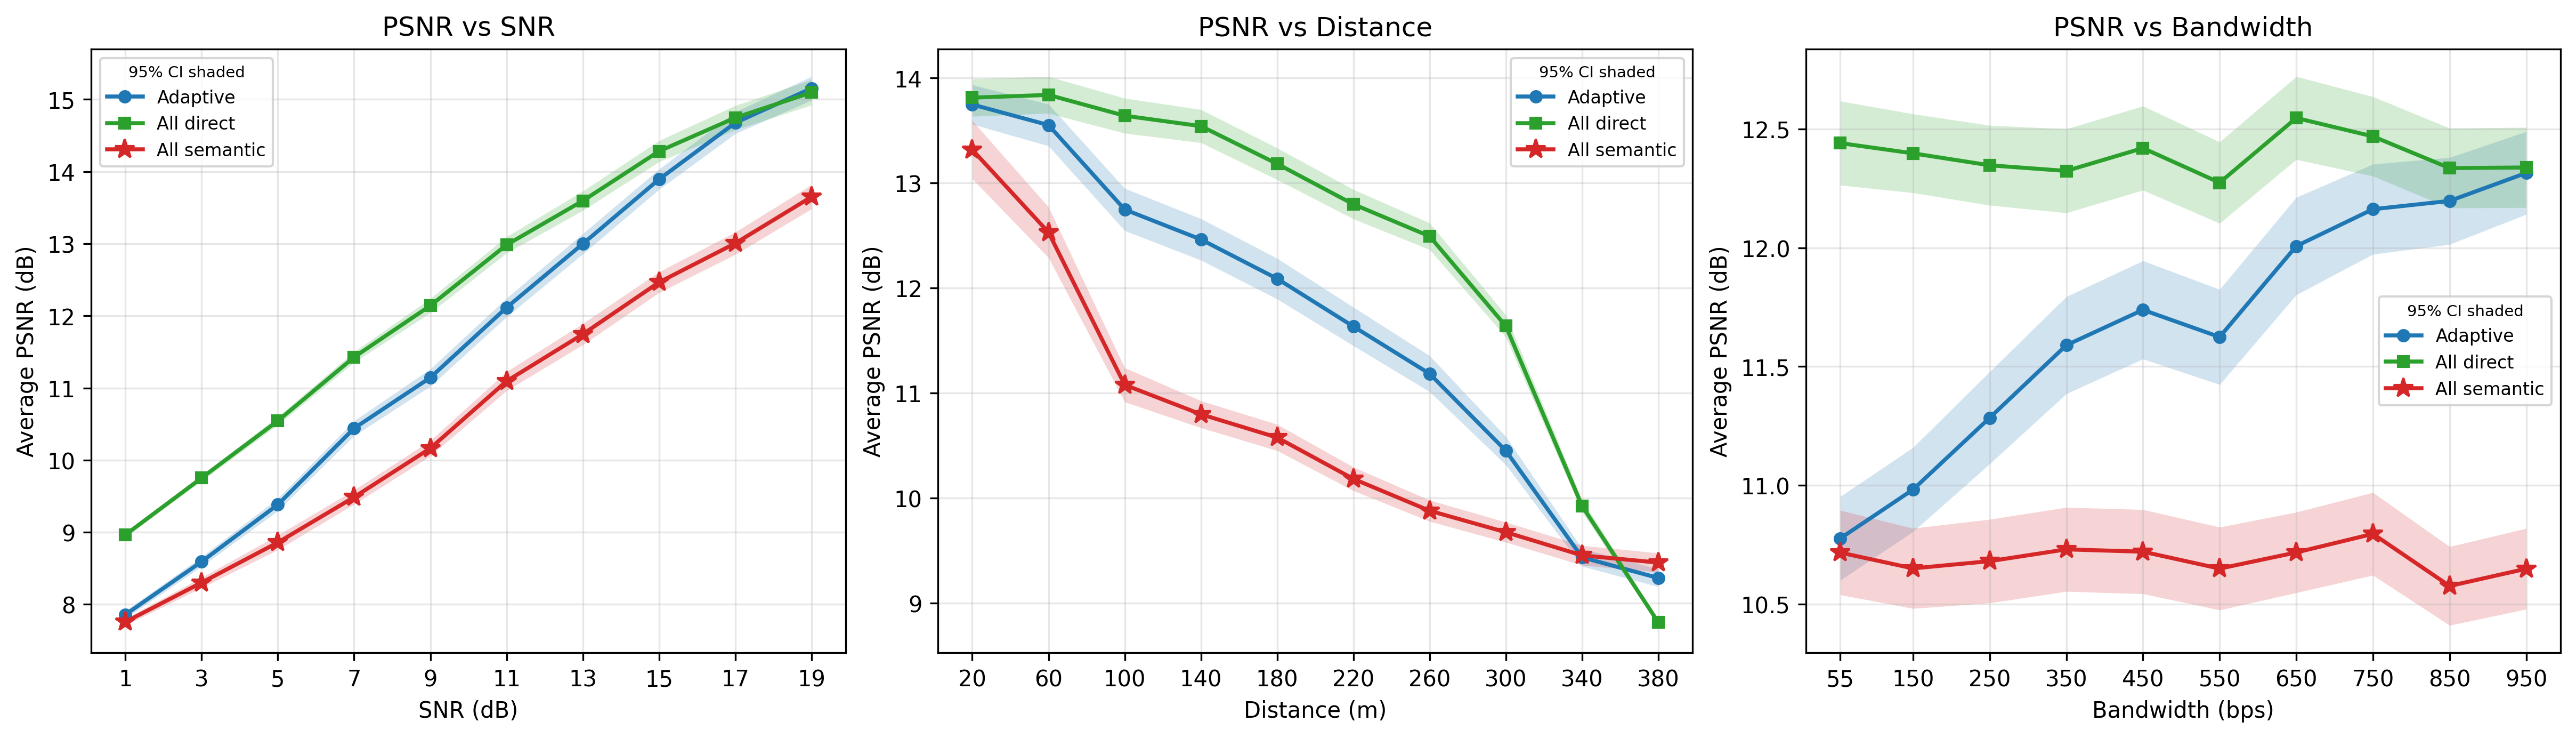 PSNR vs SNR
95% CI shaded
Adaptive
All direct
All semantic
Average PSNR (dB)
15
14
13
12
11
10
9
8
1 3 5 7 9 11 13 15 17 19
SNR (dB)
PSNR vs Distance
95% CI shaded
Adaptive
All direct
All semantic
Average PSNR (dB)
14
13
12
11
10
9
20 60 100 140 180 220 260 300 340 380
Distance (m)
PSNR vs Bandwidth
95% CI shaded
Adaptive
All direct
All semantic
Average PSNR (dB)
12.5
12.0
11.5
11.0
10.5
55 150 250 350 450 550 650 750 850 950
Bandwidth (bps)